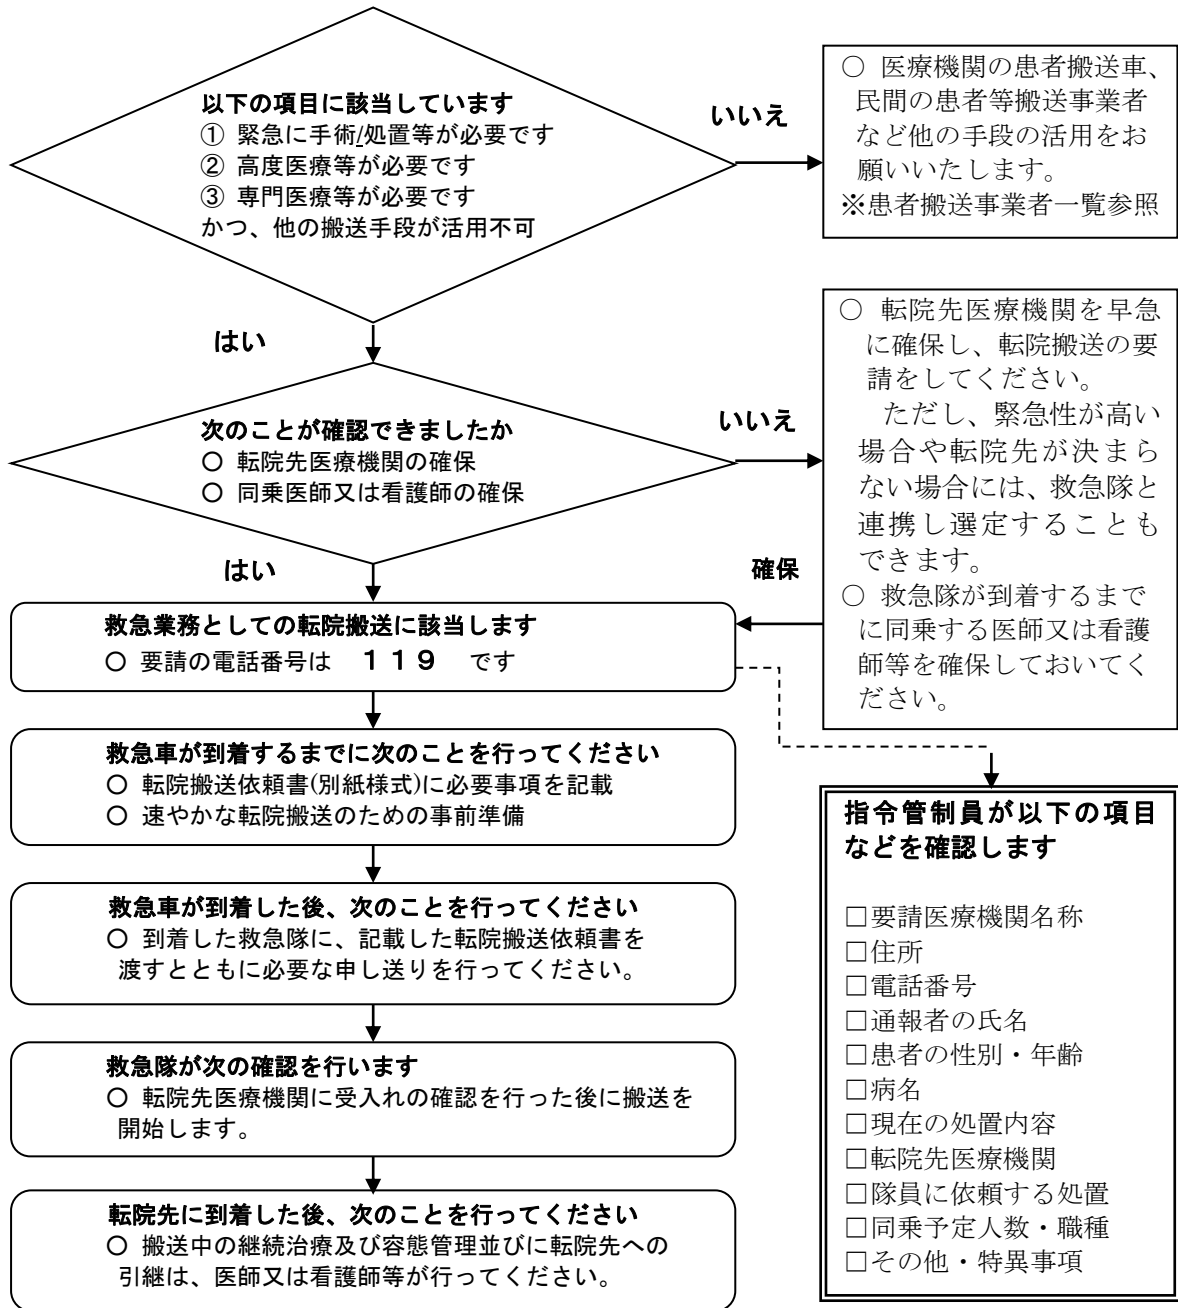 以下の項目に該当しています
① 緊急に手術/処置等が必要です
② 高度医療等が必要です
③ 専門医療等が必要です
かつ、他の搬送手段が活用不可
いいえ
○ 医療機関の患者搬送車、
民間の患者等搬送事業者
など他の手段の活用をお
願いいたします。
※患者搬送事業者一覧参照
はい
次のことが確認できましたか
○ 転院先医療機関の確保
○ 同乗医師又は看護師の確保
いいえ
○ 転院先医療機関を早急
に確保し、転院搬送の要
請をしてください。
ただし、緊急性が高い
場合や転院先が決まら
ない場合には、救急隊と
連携し選定することも
できます。
○ 救急隊が到着するまで
に同乗する医師又は看護
師等を確保しておいてく
ださい。
確保
はい
救急業務としての転院搬送に該当します
○ 要請の電話番号は　１１９　です
救急車が到着するまでに次のことを行ってください
○ 転院搬送依頼書(別紙様式)に必要事項を記載
○ 速やかな転院搬送のための事前準備
救急車が到着した後、次のことを行ってください
○ 到着した救急隊に、記載した転院搬送依頼書を
渡すとともに必要な申し送りを行ってください。
救急隊が次の確認を行います
○ 転院先医療機関に受入れの確認を行った後に搬送を
開始します。
転院先に到着した後、次のことを行ってください
○ 搬送中の継続治療及び容態管理並びに転院先への
引継は、医師又は看護師等が行ってください。
指令管制員が以下の項目
などを確認します
□要請医療機関名称
□住所
□電話番号
□通報者の氏名
□患者の性別・年齢
□病名
□現在の処置内容
□転院先医療機関
□隊員に依頼する処置
□同乗予定人数・職種
□その他・特異事項